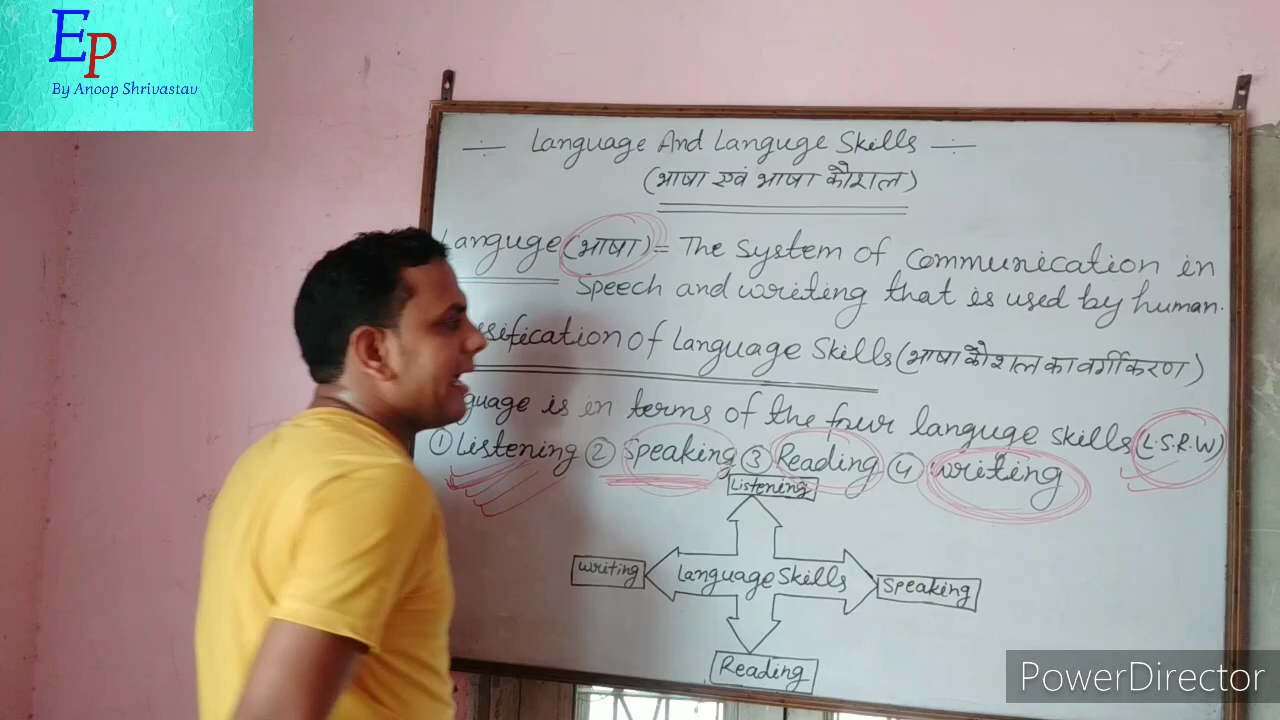 EP
By Anoop Shrivastav
Language And Languge Skills
(भाषा एवं भाषा कौशल)
Languge (भाषा) = The System of Communication in
Speech and writing that is used by human.
ssification of Language Skills (भाषा कौशल का वर्गीकरण)
guage is in terms of the four languge skills (L.S.R.W)
① Listening ② Speaking ③ Reading ④ writing
Listening
writing
Language Skills
Speaking
Reading
PowerDirector